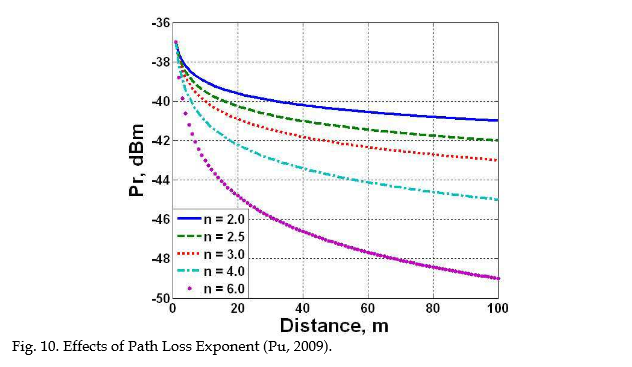 -36
-38
-40
-42
-44
-46
-48
-50
Pr, dBm
n = 2.0
n = 2.5
n = 3.0
n = 4.0
n = 6.0
0 20 40 60 80 100
Distance, m
Fig. 10. Effects of Path Loss Exponent (Pu, 2009).